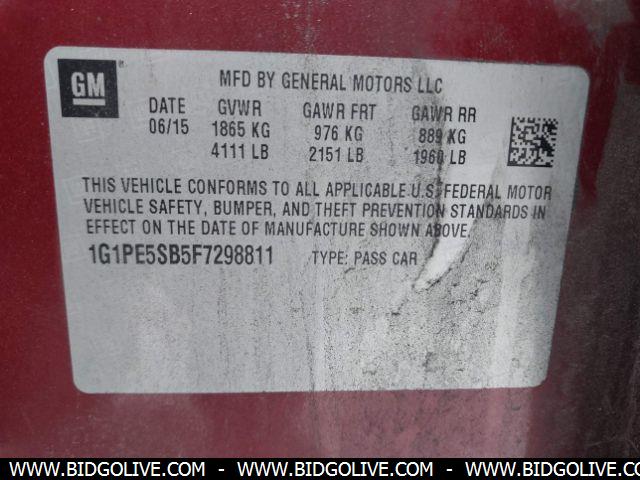 GM
MFD BY GENERAL MOTORS LLC
DATE GVWR GAWR FRT GAWR RR
06/15 1865 KG 976 KG 889 KG
4111 LB 2151 LB 1960 LB
THIS VEHICLE CONFORMS TO ALL APPLICABLE U.S. FEDERAL MOTOR
VEHICLE SAFETY, BUMPER, AND THEFT PREVENTION STANDARDS IN
EFFECT ON THE DATE OF MANUFACTURE SHOWN ABOVE.
1G1PE5SB5F7298811 TYPE: PASS CAR
WWW.BIDGOLIVE.COM - WWW.BIDGOLIVE.COM - WWW.BIDGOLIVE.COM